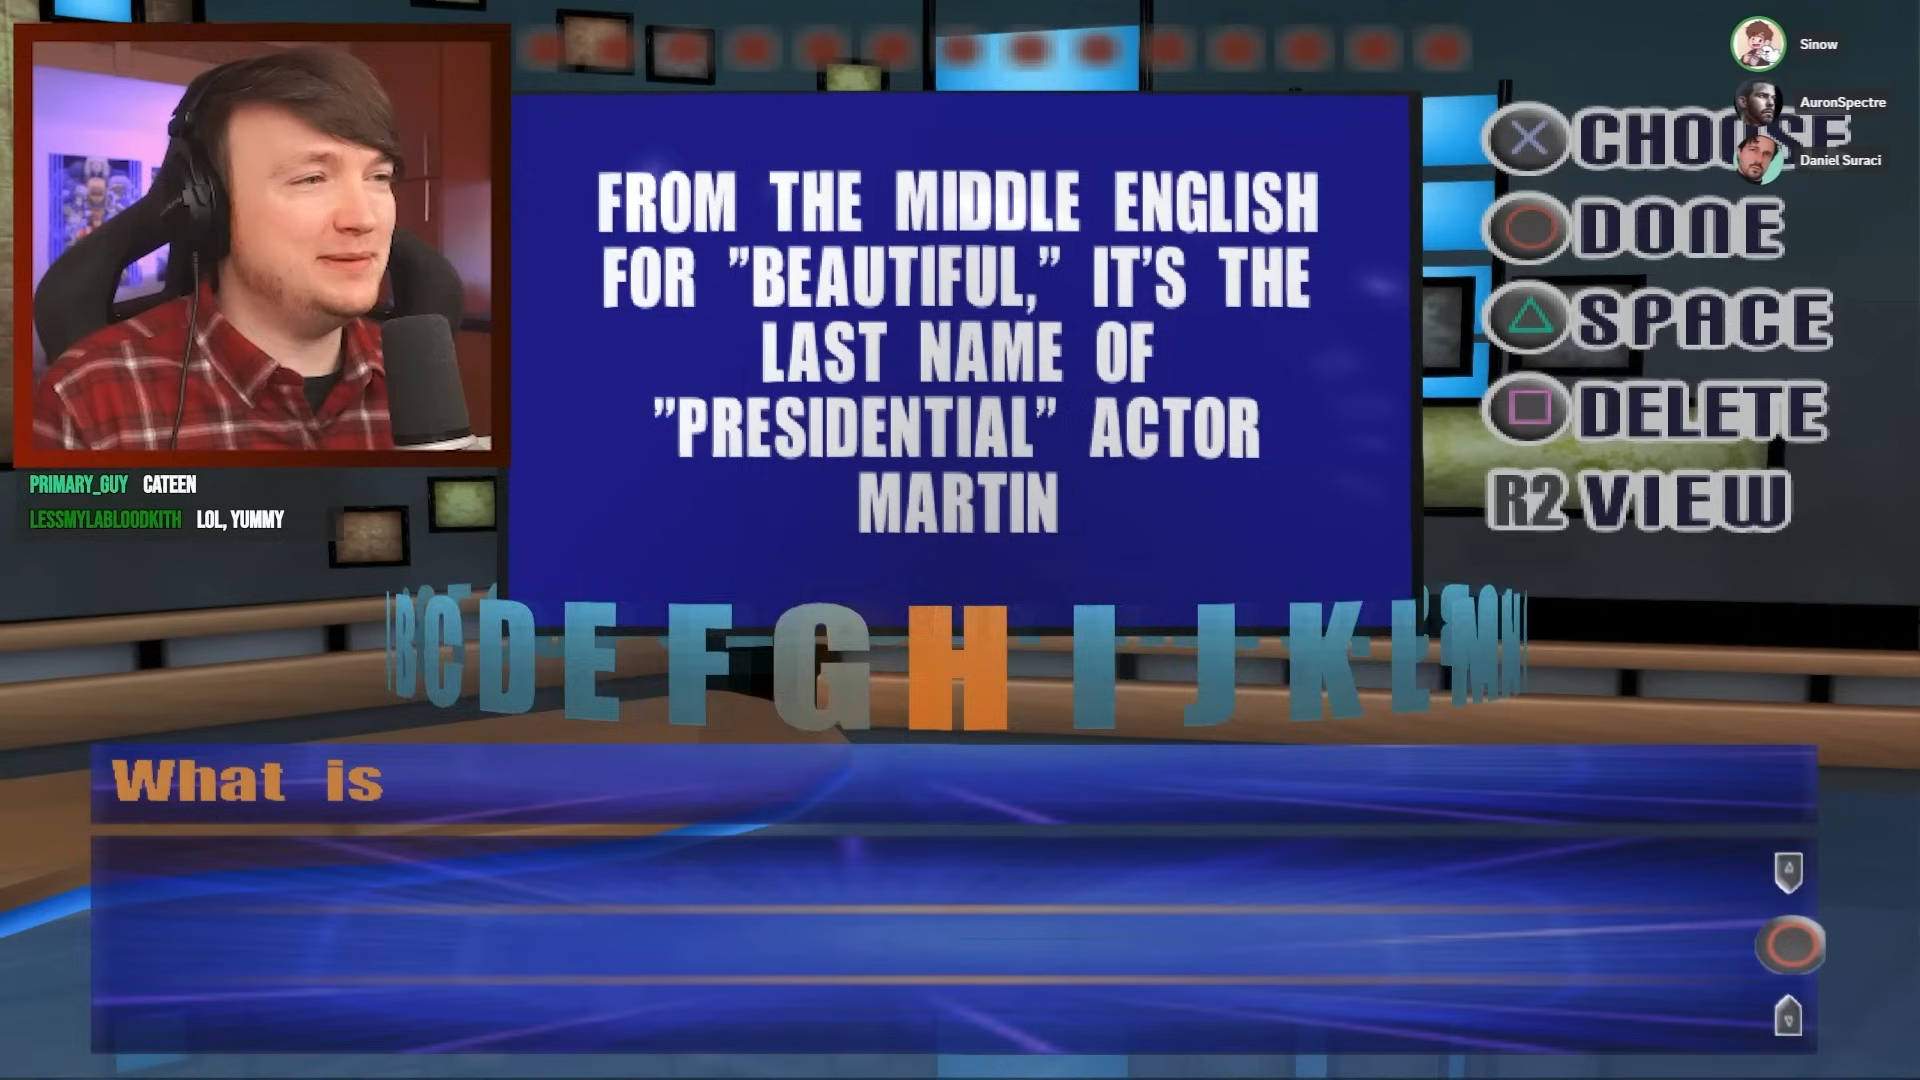 Sinow
AuronSpectre
Daniel Suraci
FROM THE MIDDLE ENGLISH
FOR "BEAUTIFUL," IT'S THE
LAST NAME OF
"PRESIDENTIAL" ACTOR
MARTIN
CHOOSE
DONE
SPACE
DELETE
R2 VIEW
PRIMARY_GUY CATEEN
LESSMYLABLOODKITH LOL, YUMMY
B C D E F G H I J K L M N
What is